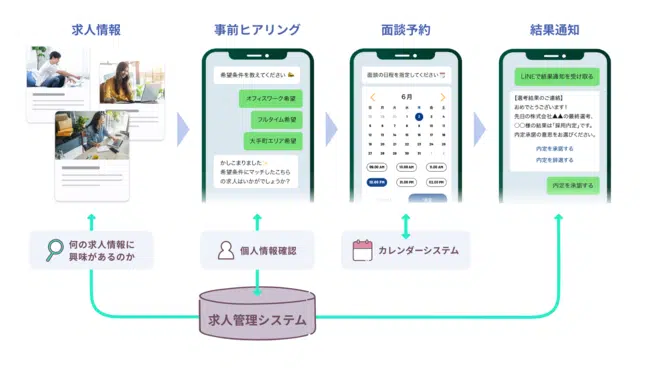 求人情報
事前ヒアリング
面談予約
結果通知
希望条件を教えてください
オフィスワーク希望
フルタイム希望
大手町エリア希望
かしこまりました✨
希望条件にマッチしたこちら
の求人はいかがでしょうか?
面談の日程を指定してください📅
6月
LINEで結果通知を受け取る
【選考結果のご連絡】
おめでとうございます!
先日の株式会社▲▲の最終選考、
○○様の結果は「採用内定」です。
内定承諾の意思をお選びください。
内定を承諾する
内定を辞退する
内定を承諾する
何の求人情報に
興味があるのか
個人情報確認
カレンダーシステム
求人管理システム